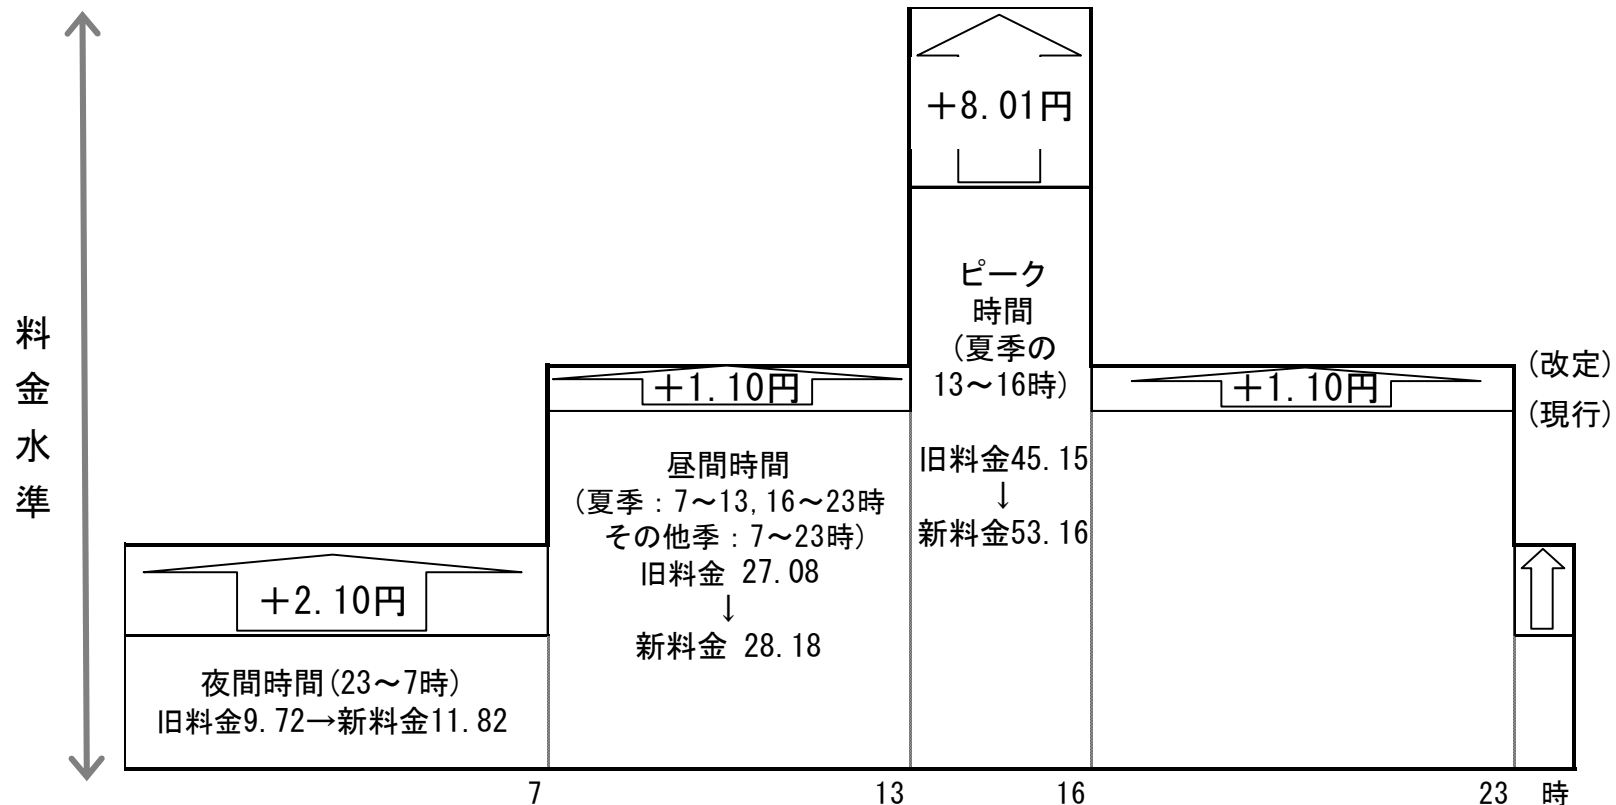 料金水準
+8.01円
ピーク
時間
(夏季の
13～16時)
旧料金45.15
↓
新料金53.16
+1.10円
+1.10円
(改定)
(現行)
昼間時間
(夏季：7～13,16～23時
その他季：7～23時)
旧料金 27.08
↓
新料金 28.18
+2.10円
夜間時間(23～7時)
旧料金9.72→新料金11.82
7 13 16 23 時